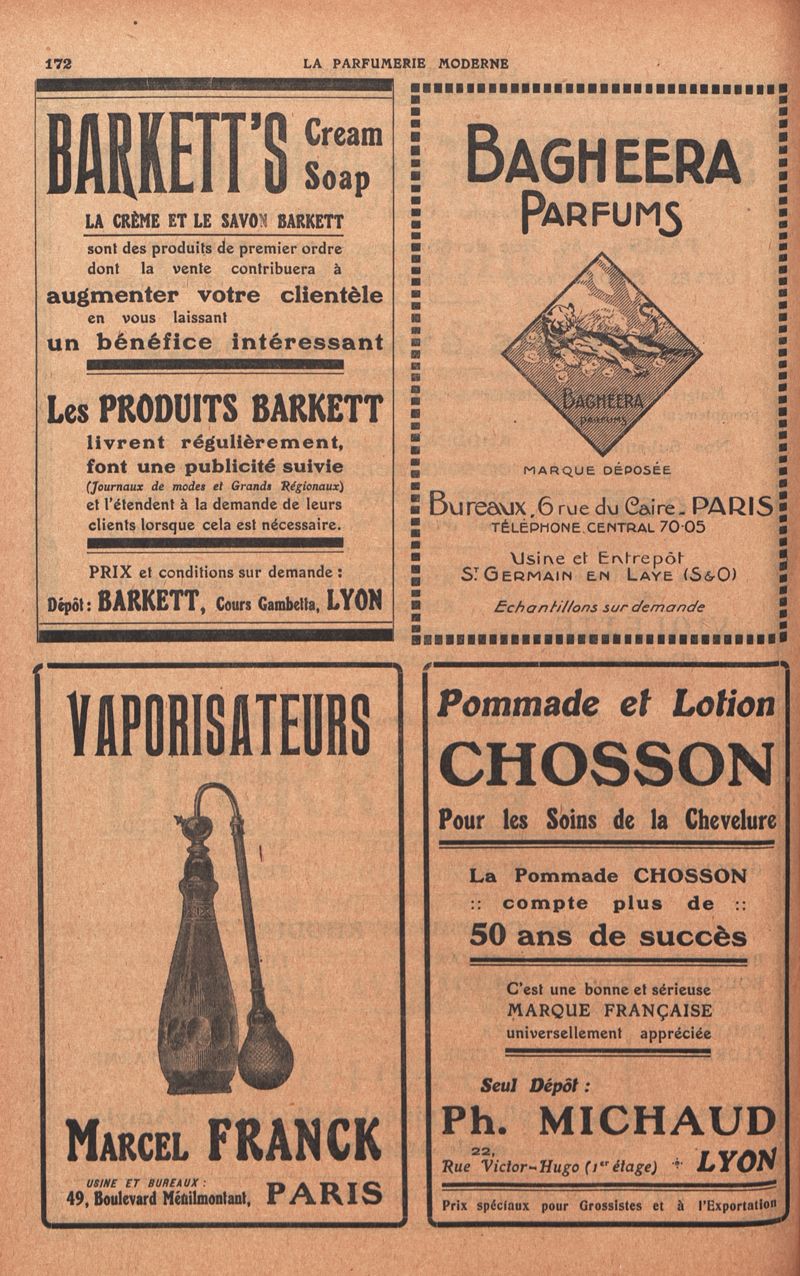 172
LA PARFUMERIE MODERNE
BARKETT'S Cream
Soap
LA CRÈME ET LE SAVON BARKETT
sont des produits de premier ordre
dont la vente contribuera à
augmenter votre clientèle
en vous laissant
un bénéfice intéressant
Les PRODUITS BARKETT
livrent régulièrement,
font une publicité suivie
(Journaux de modes et Grands Régionaux)
et l'étendent à la demande de leurs
clients lorsque cela est nécessaire.
PRIX et conditions sur demande :
Dépôt : BARKETT, Cours Gambetta, LYON
BAGHEERA
PARFUMS
BAGHEERA
PARFUMS
MARQUE DÉPOSÉE
Bureaux, 6 rue du Caire - PARIS
TÉLÉPHONE CENTRAL 70-05
Usine et Entrepôt
ST GERMAIN EN LAYE (S&O)
Echantillons sur demande
VAPORISATEURS
MARCEL FRANCK
USINE ET BUREAUX :
49, Boulevard Ménilmontant, PARIS
Pommade et Lotion
CHOSSON
Pour les Soins de la Chevelure
La Pommade CHOSSON
:: compte plus de ::
50 ans de succès
C'est une bonne et sérieuse
MARQUE FRANÇAISE
universellement appréciée
Seul Dépôt :
Ph. MICHAUD
22,
Rue Victor-Hugo (1er étage) ÷ LYON
Prix spéciaux pour Grossistes et à l'Exportation